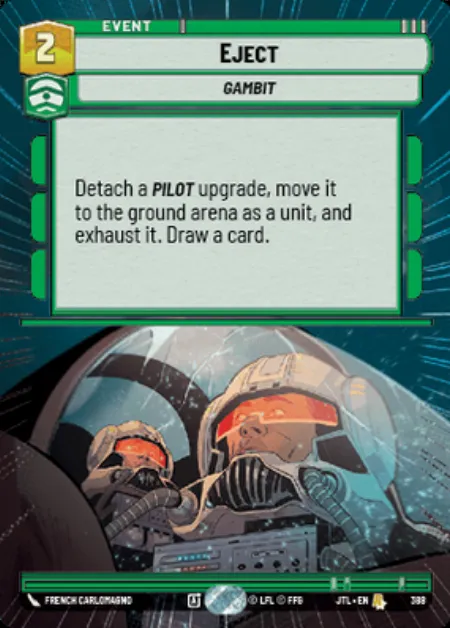 EVENT
2
EJECT
GAMBIT
Detach a PILOT upgrade, move it
to the ground arena as a unit, and
exhaust it. Draw a card.
FRENCH CARLOMAGNO
© LFL © FFG
JTL • EN
388